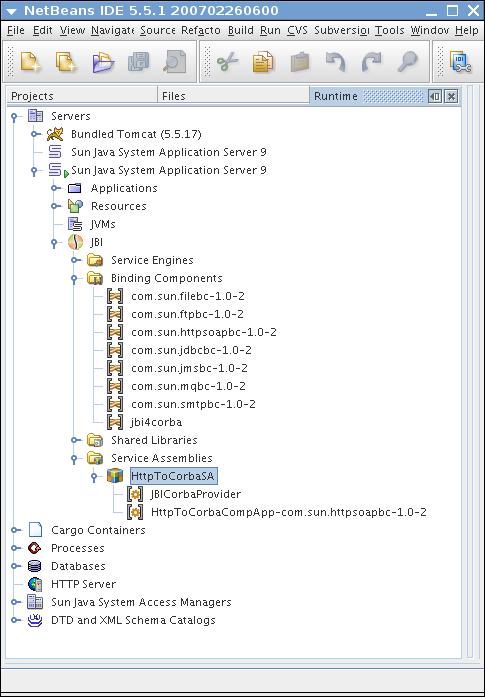 NetBeans IDE 5.5.1 200702260600
File Edit View Navigate Source Refacto Build Run CVS Subversion Tools Window Help
Projects Files Runtime
Servers
Bundled Tomcat (5.5.17)
Sun Java System Application Server 9
Sun Java System Application Server 9
Applications
Resources
JVMs
JBI
Service Engines
Binding Components
com.sun.filebc-1.0-2
com.sun.ftpbc-1.0-2
com.sun.httpsoapbc-1.0-2
com.sun.jdbcbc-1.0-2
com.sun.jmsbc-1.0-2
com.sun.mqbc-1.0-2
com.sun.smtpbc-1.0-2
jbi4corba
Shared Libraries
Service Assemblies
HttpToCorbaSA
JBICorbaProvider
HttpToCorbaCompApp-com.sun.httpsoapbc-1.0-2
Cargo Containers
Processes
Databases
HTTP Server
Sun Java System Access Managers
DTD and XML Schema Catalogs